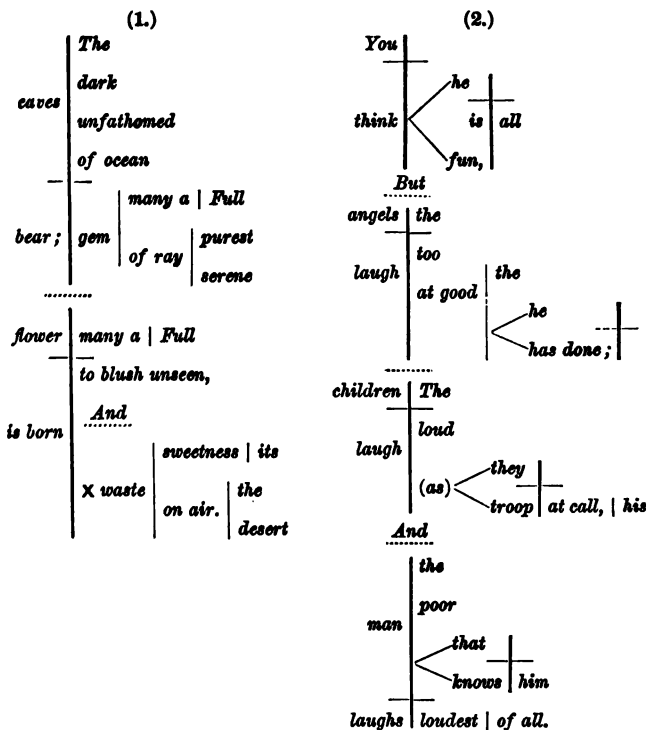 (1.)
The
dark
eaves
unfathomed
of ocean
many a | Full
bear; gem
purest
of ray
serene
flower many a | Full
to blush unseen,
And
is born
sweetness | its
X waste
the
on air.
desert
(2.)
You
he
think is all
fun,
But
angels the
too
laugh
the
at good
he
has done;
children The
loud
laugh
they
(as)
troop at call, | his
And
the
poor
man
that
knows him
laughs loudest | of all.